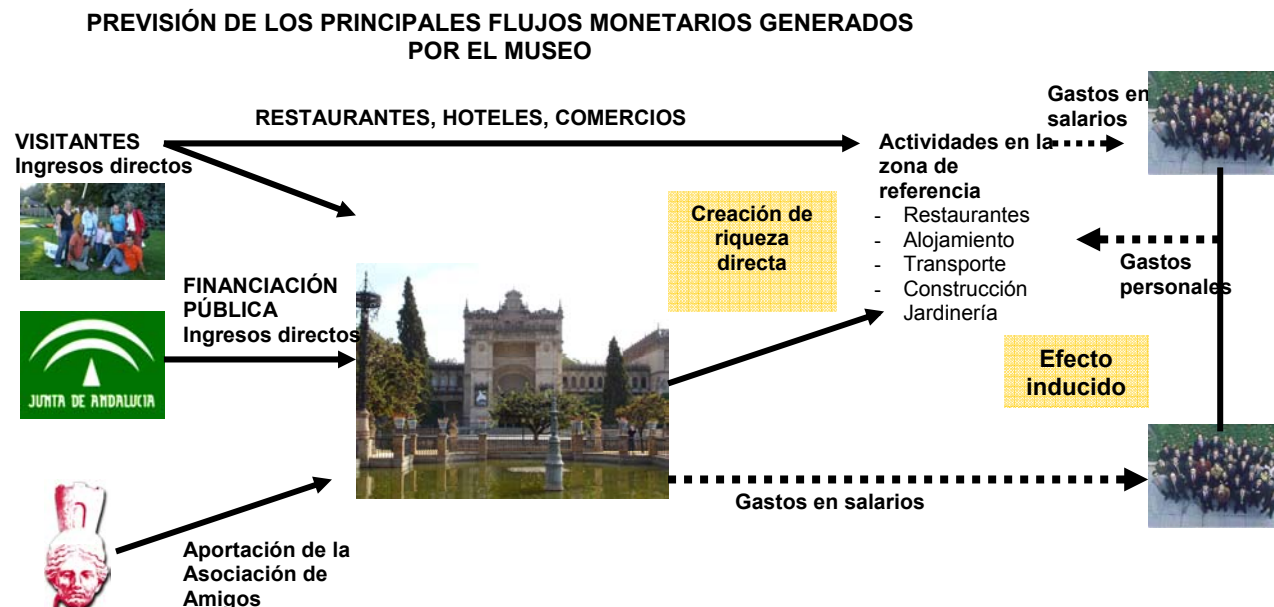 PREVISIÓN DE LOS PRINCIPALES FLUJOS MONETARIOS GENERADOS
POR EL MUSEO
RESTAURANTES, HOTELES, COMERCIOS
VISITANTES
Ingresos directos
FINANCIACIÓN
PÚBLICA
Ingresos directos
JUNTA DE ANDALUCIA
Aportación de la
Asociación de
Amigos
Creación de
riqueza
directa
Actividades en la
zona de
referencia
- Restaurantes
- Alojamiento
- Transporte
- Construcción
- Jardinería
Gastos en
salarios
Gastos
personales
Efecto
inducido
Gastos en salarios